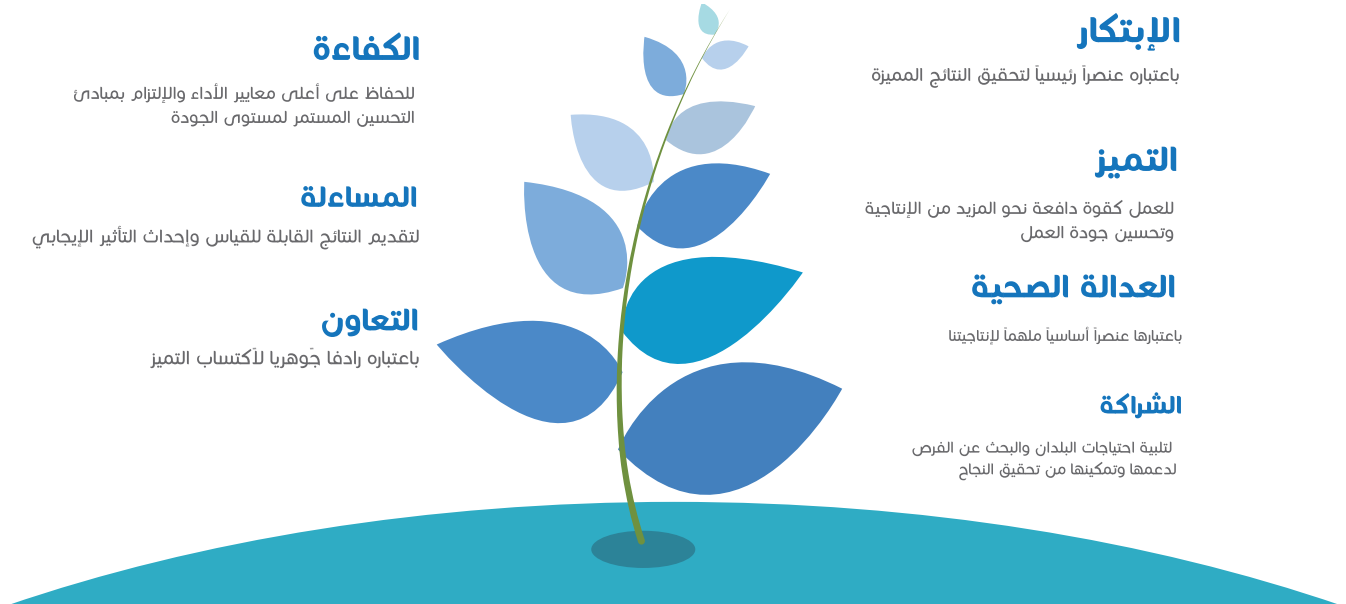 الإبتكار
باعتباره عنصراً رئيسياً لتحقيق النتائج المميزة
التميز
للعمل كقوة دافعة نحو المزيد من الإنتاجية
وتحسين جودة العمل
العدالة الصحية
باعتبارها عنصراً أساسياً ملهماً لإنتاجيتنا
الشراكة
لتلبية احتياجات البلدان والبحث عن الفرص
لدعمها وتمكينها من تحقيق النجاح
الكفاءة
للحفاظ على أعلى معايير الأداء والإلتزام بمبادئ
التحسين المستمر لمستوى الجودة
المساءلة
لتقديم النتائج القابلة للقياس وإحداث التأثير الإيجابي
التعاون
باعتباره رادفا جَوهريا لاَكتساب التميز